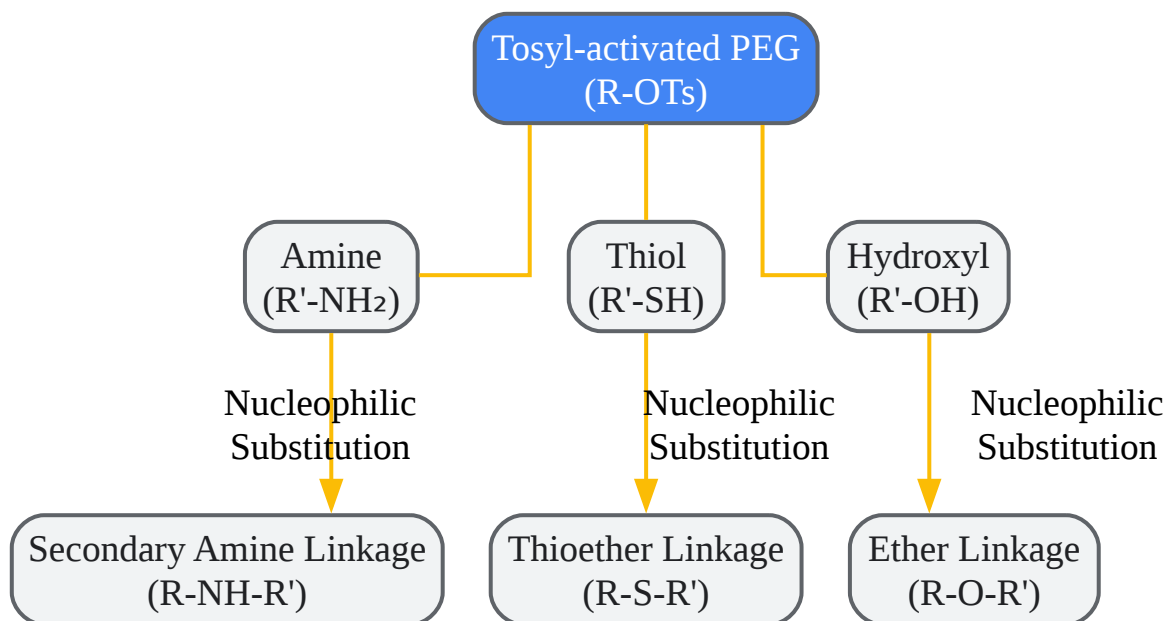 Tosyl-activated PEG
(R-OTs)
Amine
(R'-NH₂)
Thiol
(R'-SH)
Hydroxyl
(R'-OH)
Nucleophilic
Substitution
Nucleophilic
Substitution
Nucleophilic
Substitution
Secondary Amine Linkage
(R-NH-R')
Thioether Linkage
(R-S-R')
Ether Linkage
(R-O-R')